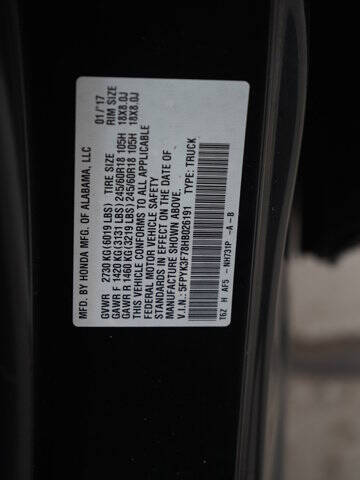 MFD. BY HONDA MFG. OF ALABAMA, LLC 01/'17
GVWR 2730 KG (6019 LBS) TIRE SIZE RIM SIZE
GAWR F 1420 KG (3131 LBS) 245/60R18 105H 18X8.0J
GAWR R 1460 KG (3219 LBS) 245/60R18 105H 18X8.0J
THIS VEHICLE CONFORMS TO ALL APPLICABLE
FEDERAL MOTOR VEHICLE SAFETY
STANDARDS IN EFFECT ON THE DATE OF
MANUFACTURE SHOWN ABOVE.
V.I.N.: 5FPYK3F78HB026191 TYPE: TRUCK
T6Z H AF5 -NH731P -A -B